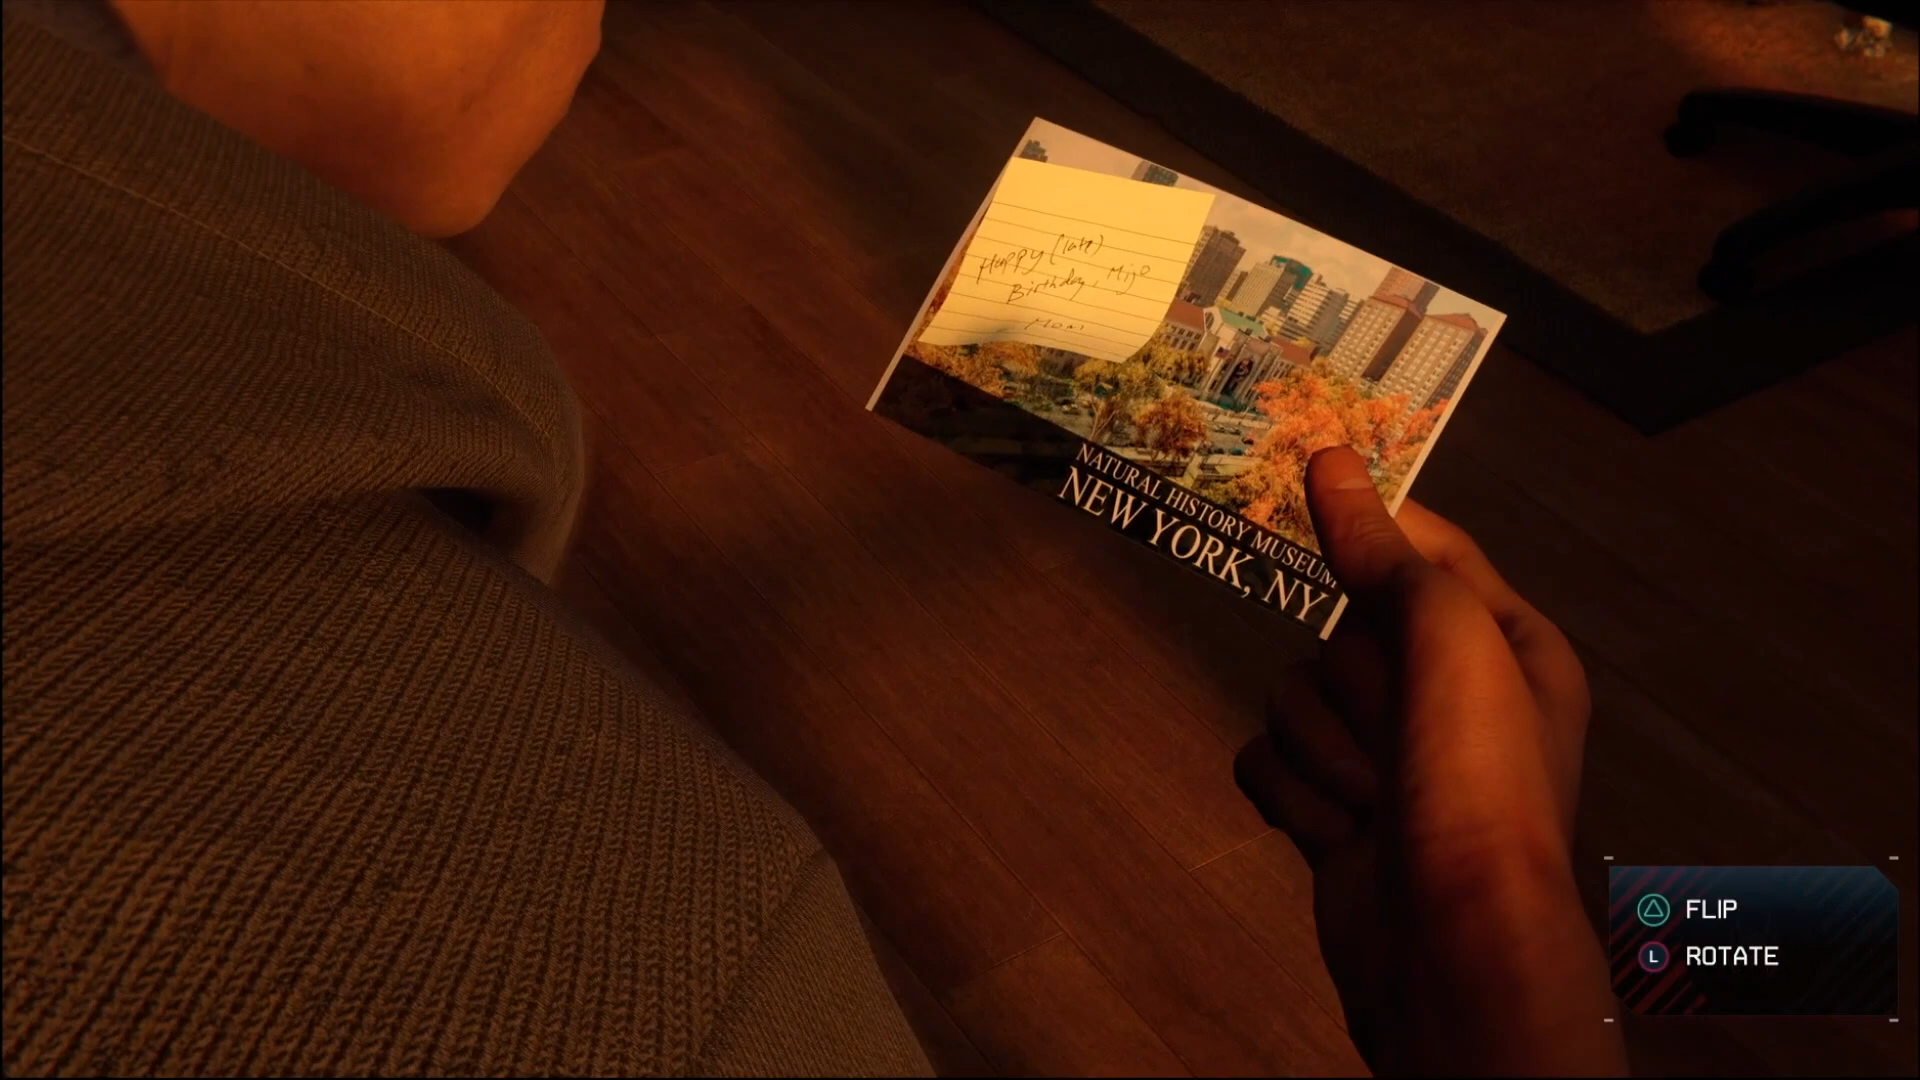 Happy (late)
Birthday, Mijo
Mom
NATURAL HISTORY MUSEUM
NEW YORK, NY
FLIP
L ROTATE